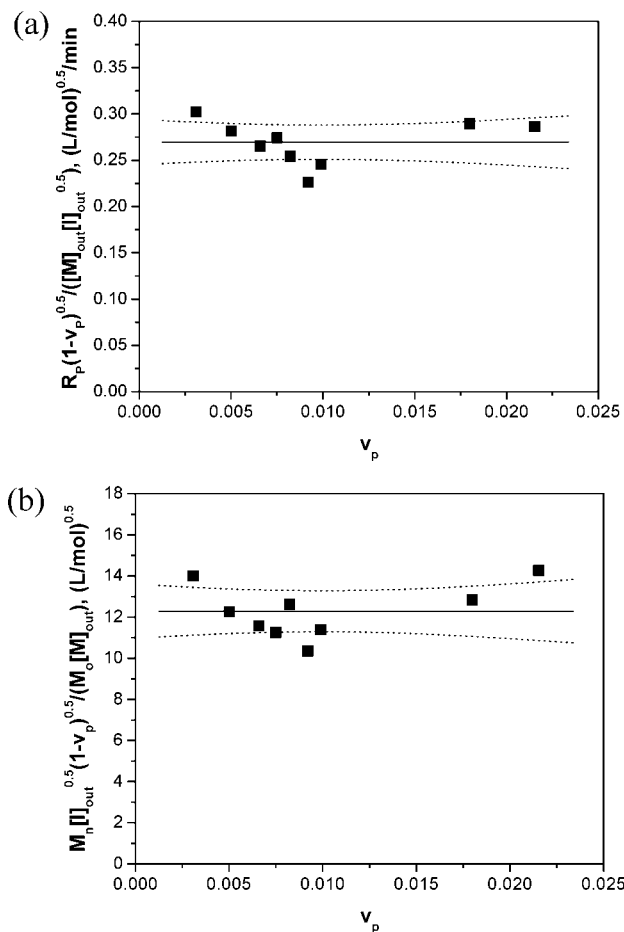 (a)
R_P(1-v_P)^0.5/([M]_out[I]_out^0.5), (L/mol)^0.5/min
0.40
0.35
0.30
0.25
0.20
0.15
0.10
0.05
0.00
0.000 0.005 0.010 0.015 0.020 0.025
v_p
(b)
M_n[I]_out^0.5(1-v_p)^0.5/(M_o[M]_out), (L/mol)^0.5
18
16
14
12
10
8
6
4
2
0
0.000 0.005 0.010 0.015 0.020 0.025
v_p